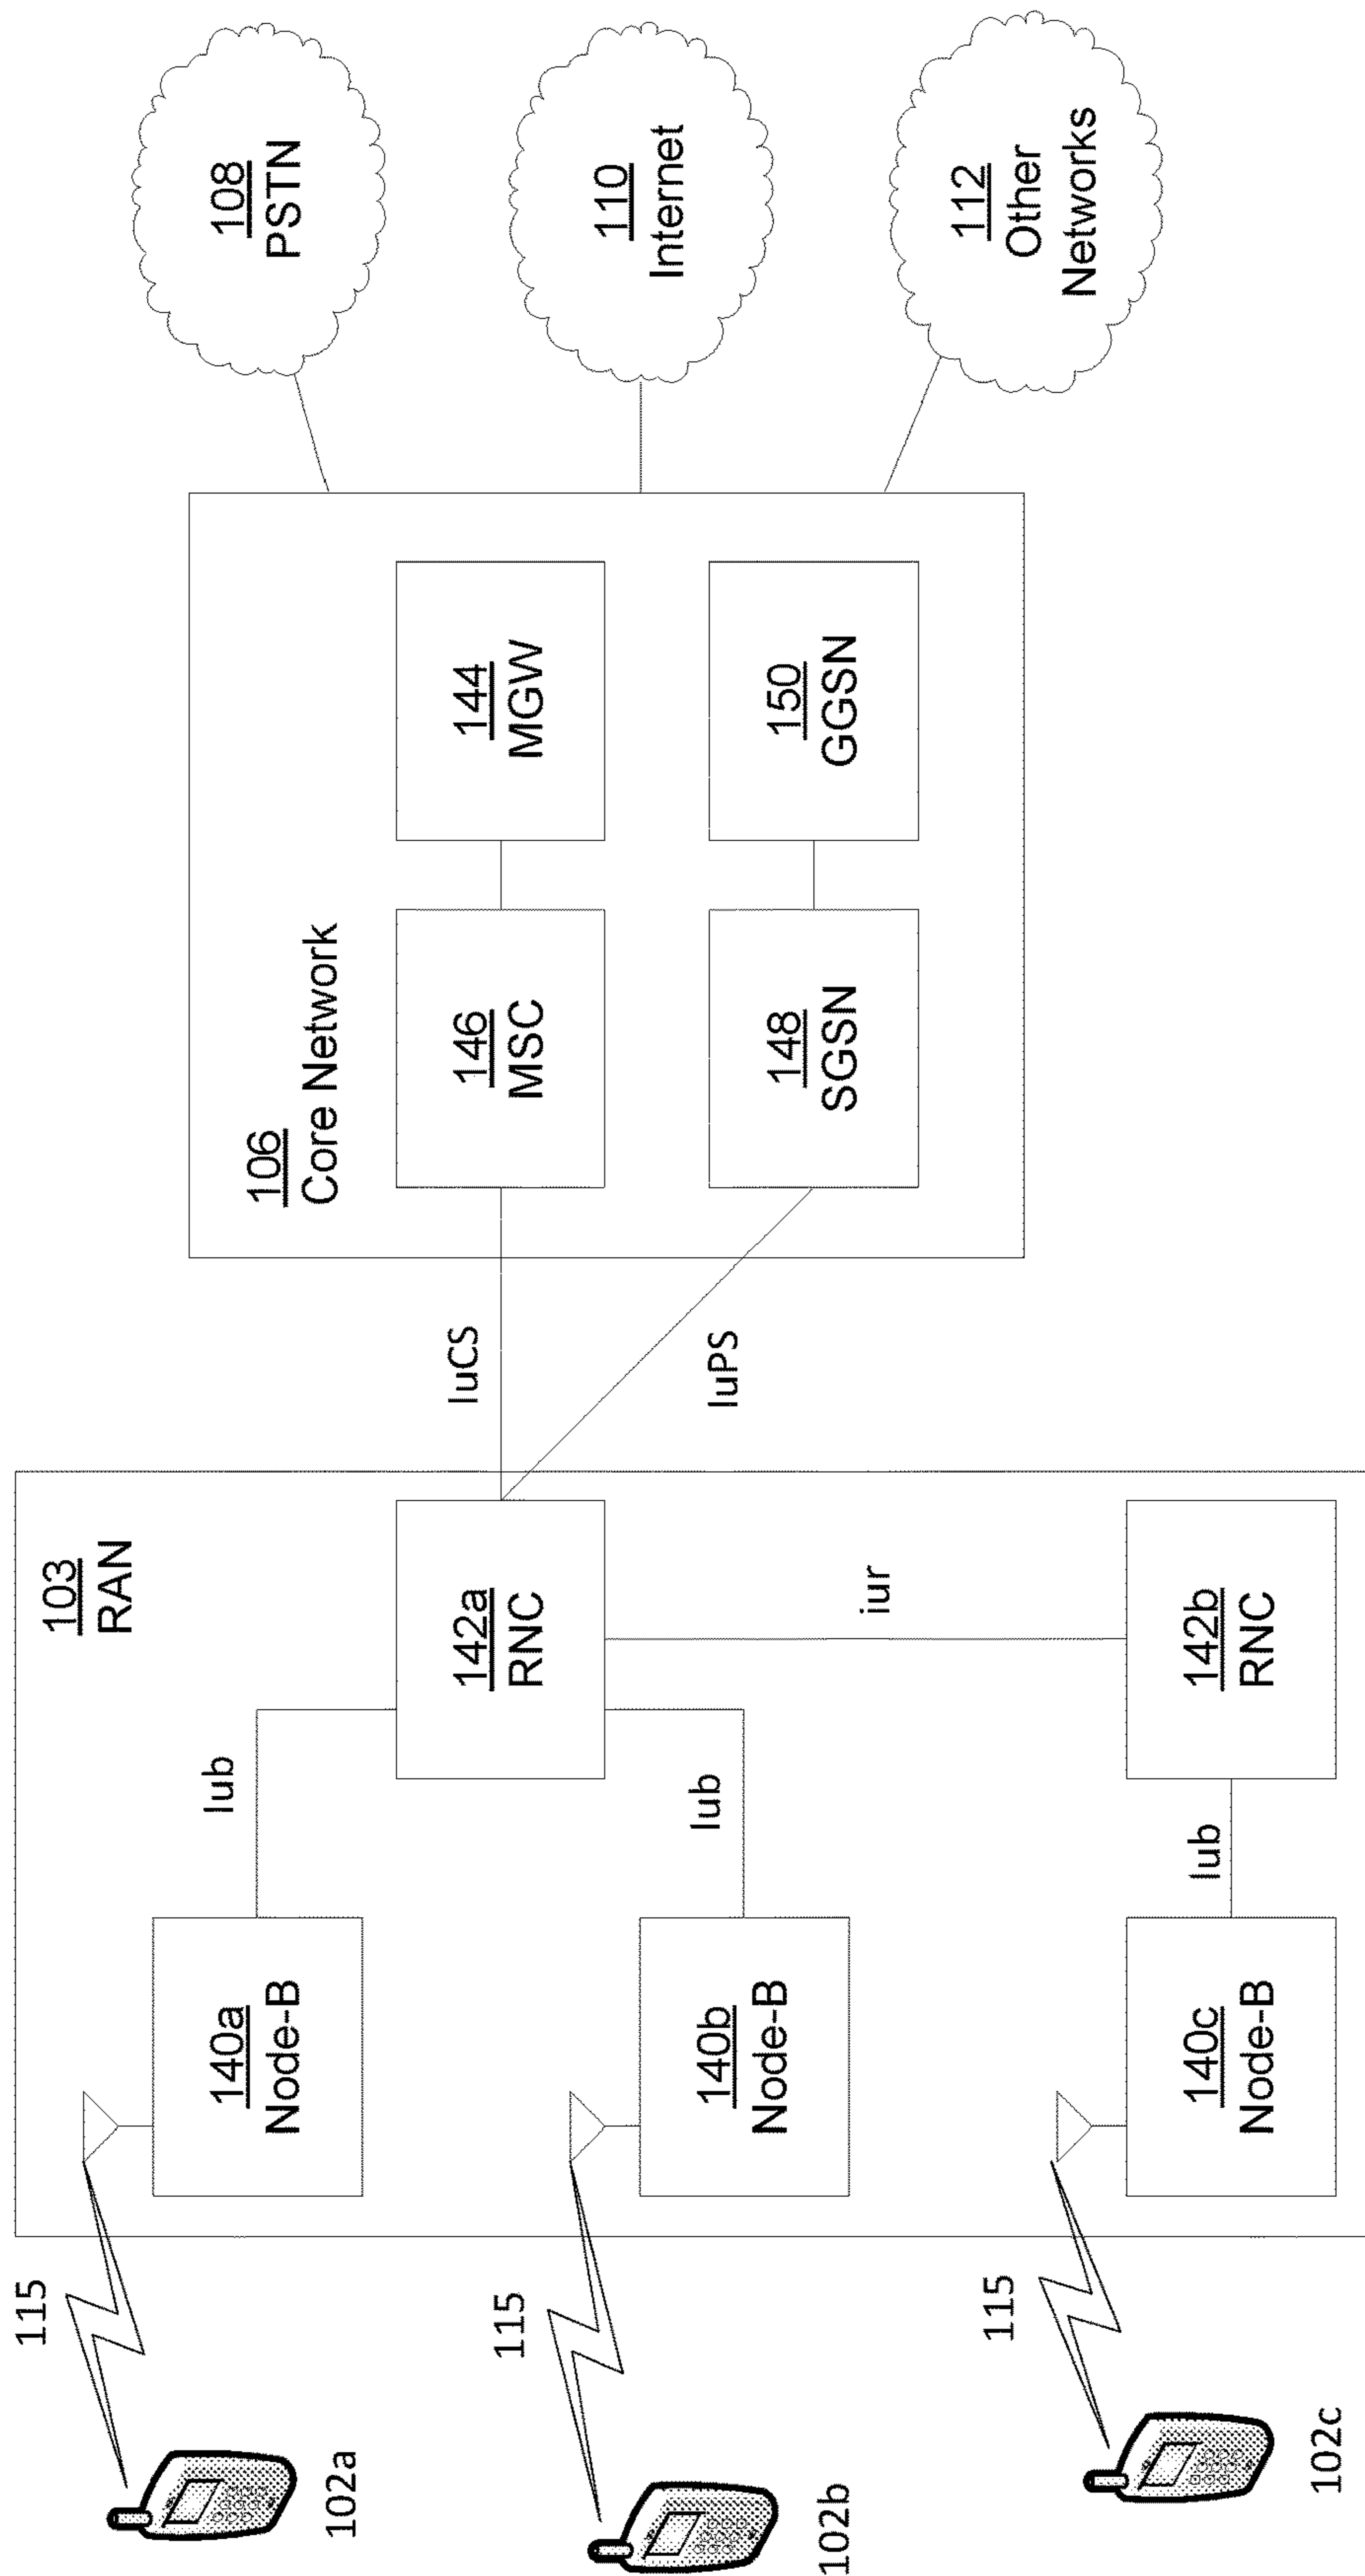 115
102a
115
102b
115
102c
103
RAN
140a
Node-B
Iub
142a
RNC
140b
Node-B
Iub
iur
140c
Node-B
Iub
142b
RNC
IuCS
IuPS
106
Core Network
146
MSC
144
MGW
148
SGSN
150
GGSN
108
PSTN
110
Internet
112
Other
Networks